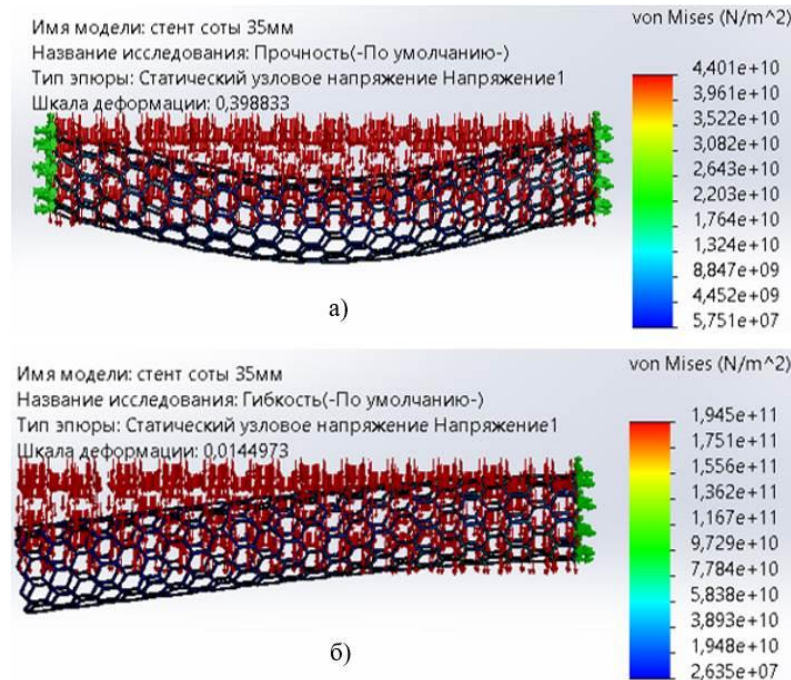 Имя модели: стент соты 35мм
Название исследования: Прочность(-По умолчанию-)
Тип эпюры: Статический узловое напряжение Напряжение1
Шкала деформации: 0,398833
von Mises (N/m^2)
4,401e+10
3,961e+10
3,522e+10
3,082e+10
2,643e+10
2,203e+10
1,764e+10
1,324e+10
8,847e+09
4,452e+09
5,751e+07
а)
Имя модели: стент соты 35мм
Название исследования: Гибкость(-По умолчанию-)
Тип эпюры: Статический узловое напряжение Напряжение1
Шкала деформации: 0,0144973
von Mises (N/m^2)
1,945e+11
1,751e+11
1,556e+11
1,362e+11
1,167e+11
9,729e+10
7,784e+10
5,838e+10
3,893e+10
1,948e+10
2,635e+07
б)